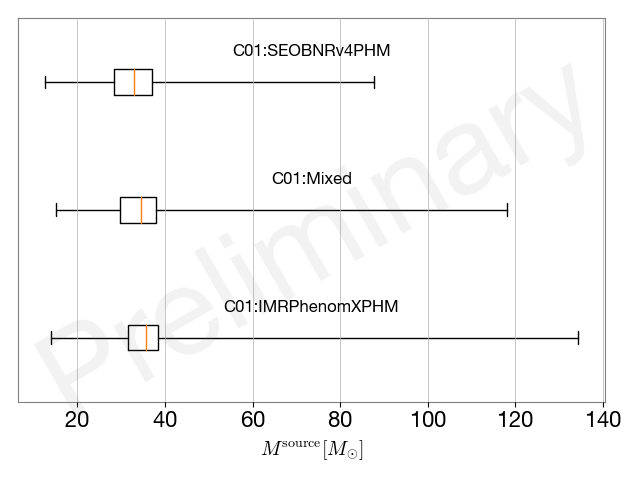 C01:SEOBNRv4PHM
C01:Mixed
C01:IMRPhenomXPHM
Preliminary
20 40 60 80 100 120 140
M^source [M_⊙]